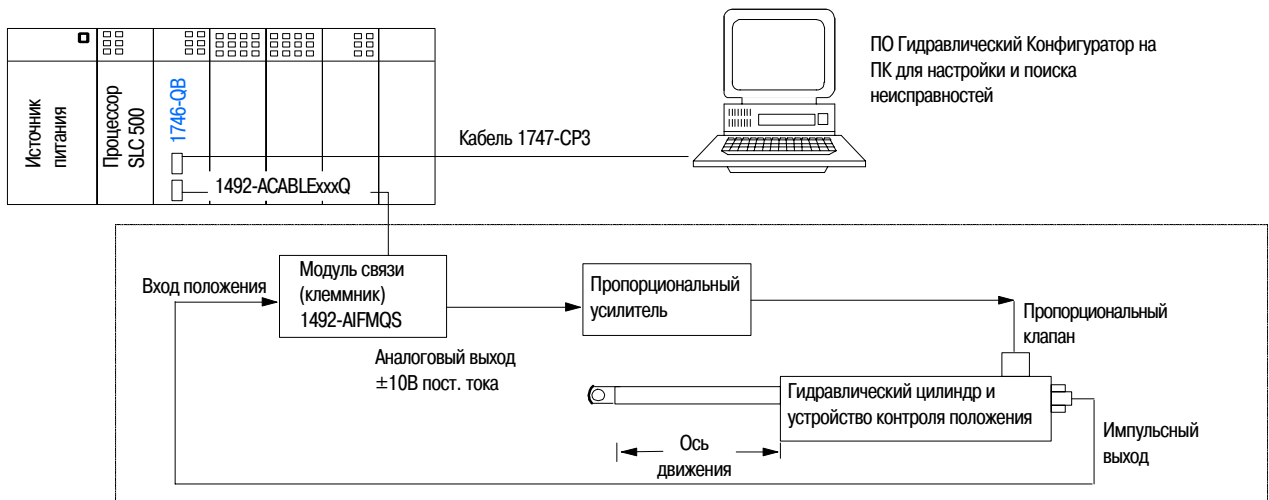 Источник
питания
Процессор
SLC 500
1746-QB
1492-ACABLExxxQ
Кабель 1747-CP3
ПО Гидравлический Конфигуратор на
ПК для настройки и поиска
неисправностей
Вход положения
Модуль связи
(клеммник)
1492-AIFMQS
Аналоговый выход
±10В пост. тока
Пропорциональный
усилитель
Пропорциональный
клапан
Гидравлический цилиндр и
устройство контроля положения
Ось
движения
Импульсный
выход